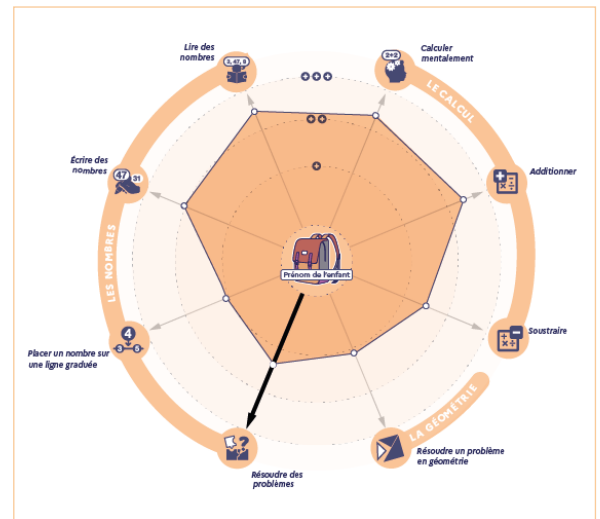 Lire des
nombres
3, 47, 8
2+2
Calculer
mentalement
LE CALCUL
Écrire des
nombres
47
31
Additionner
LES NOMBRES
Prénom de l'enfant
4
3
5
Placer un nombre sur
une ligne graduée
Soustraire
LA GÉOMÉTRIE
Résoudre des
problèmes
Résoudre un problème
en géométrie